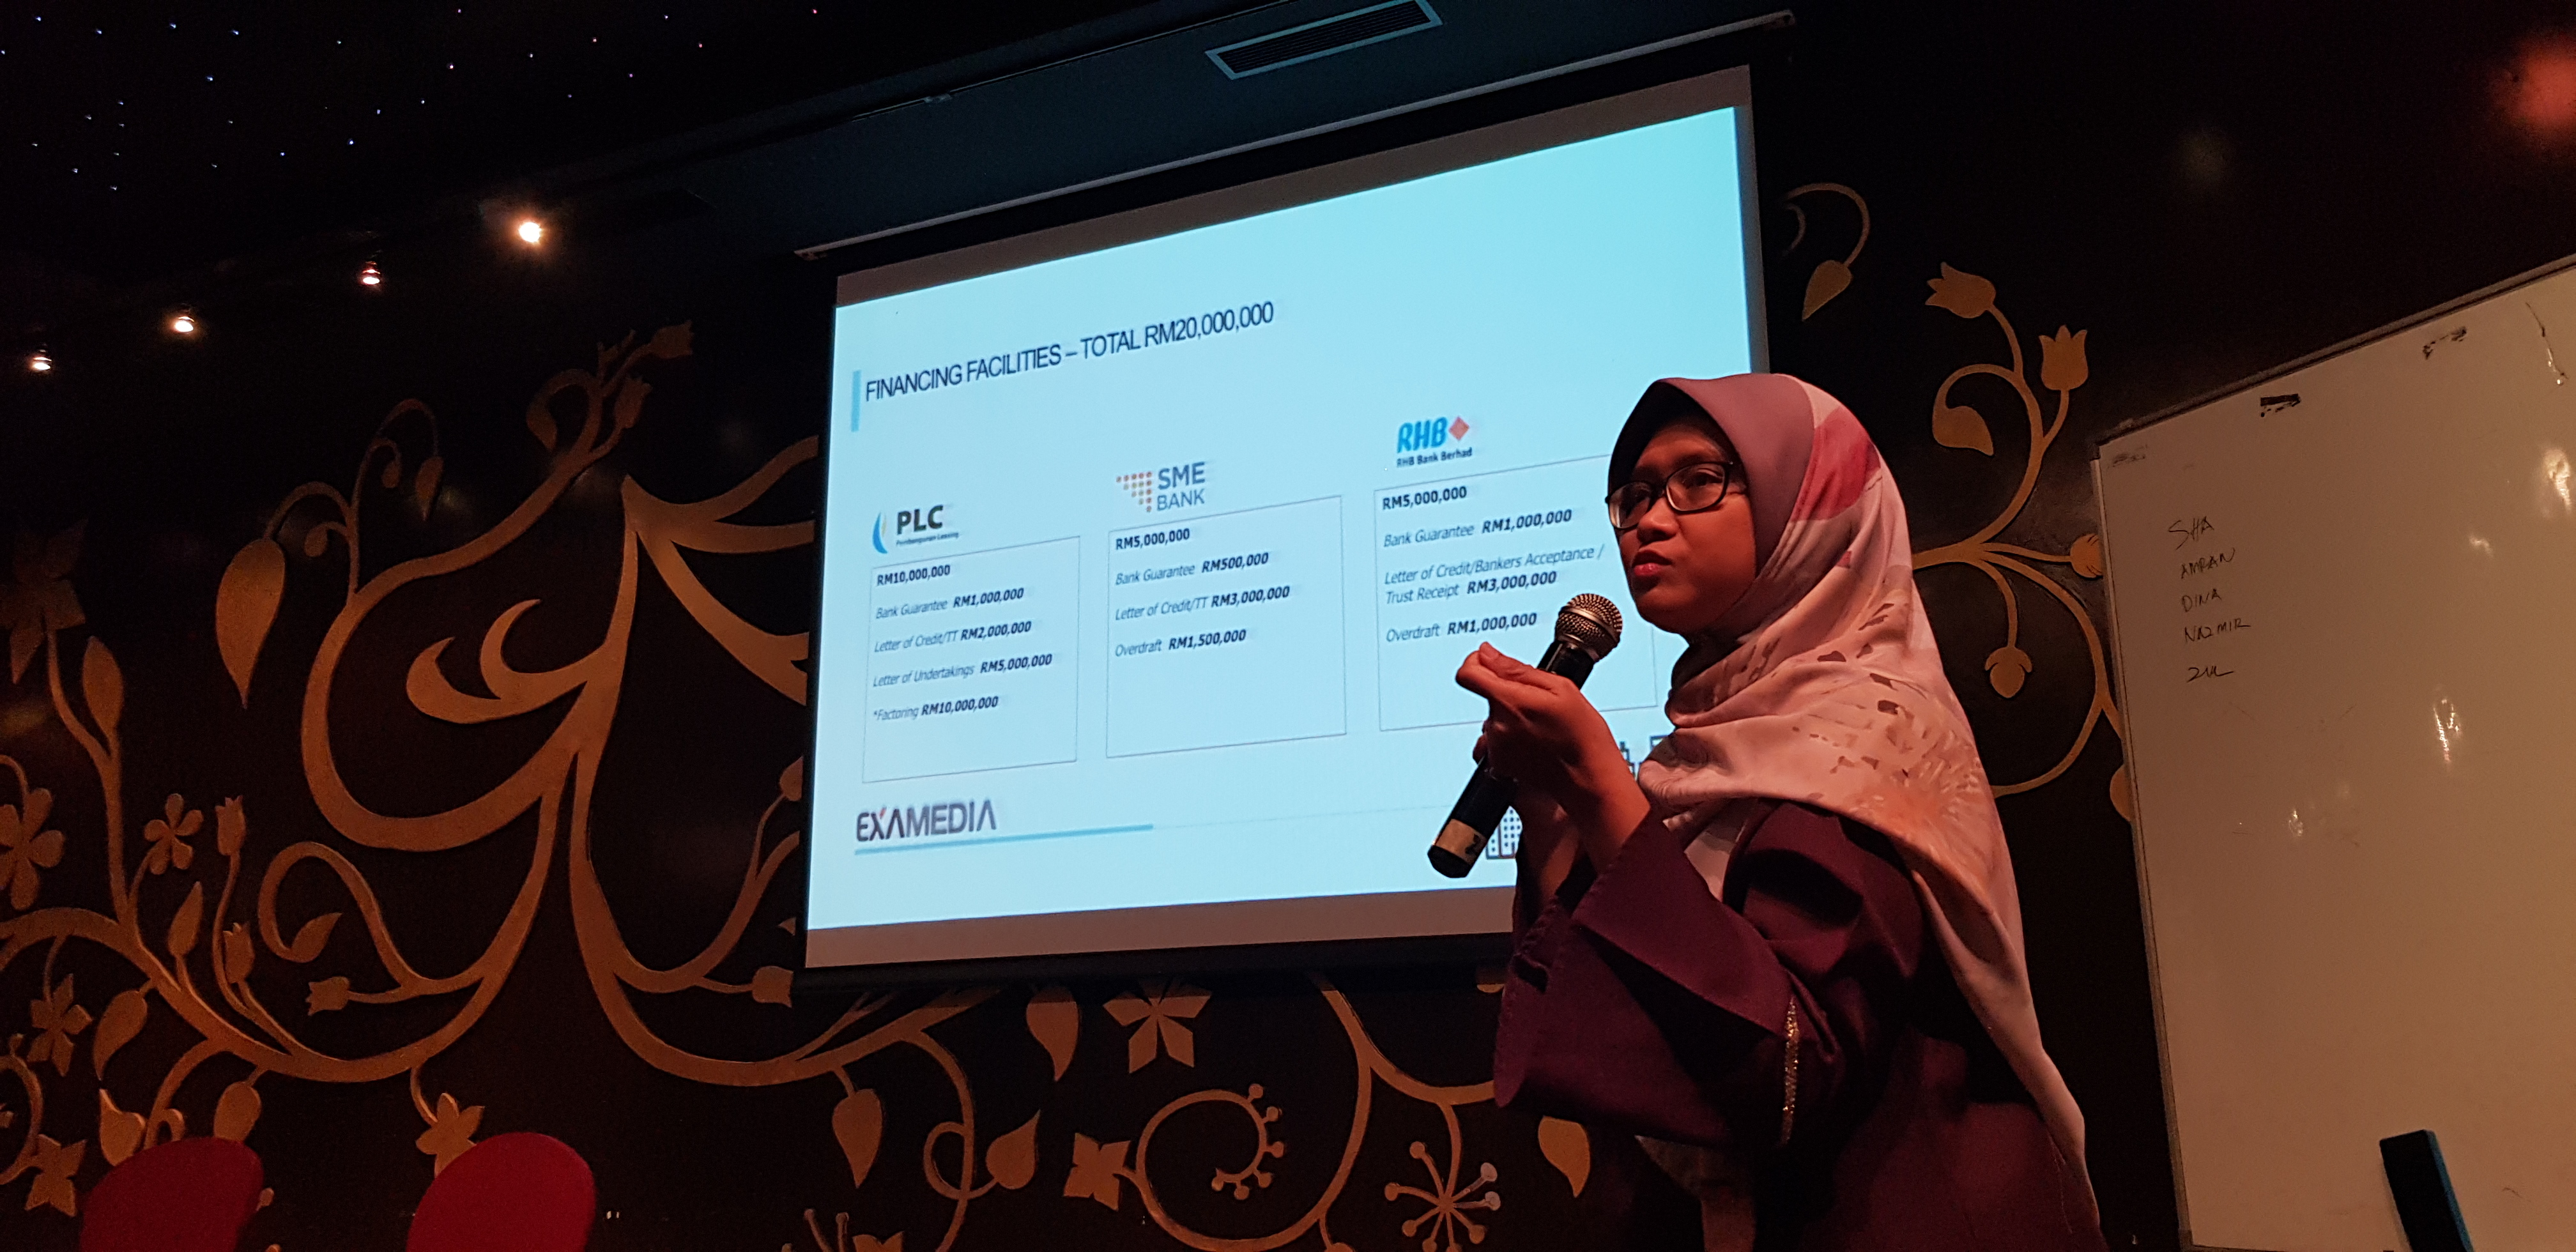 FINANCING FACILITIES – TOTAL RM20,000,000
PLC
Pembangunan Leasing
RM10,000,000
Bank Guarantee RM1,000,000
Letter of Credit/TT RM2,000,000
Letter of Undertakings RM5,000,000
*Factoring RM10,000,000
SME
BANK
RM5,000,000
Bank Guarantee RM500,000
Letter of Credit/TT RM3,000,000
Overdraft RM1,500,000
RHB
RHB Bank Berhad
RM5,000,000
Bank Guarantee RM1,000,000
Letter of Credit/Bankers Acceptance /
Trust Receipt RM3,000,000
Overdraft RM1,000,000
EXAMEDIA
SHA
AMRAN
DINA
NAZMIR
ZUL